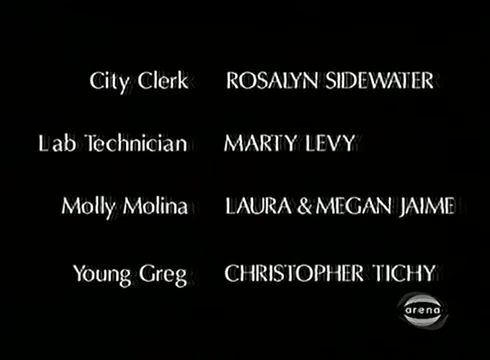 City Clerk ROSALYN SIDEWATER
Lab Technician MARTY LEVY
Molly Molina LAURA & MEGAN JAIME
Young Greg CHRISTOPHER TICHY
arena